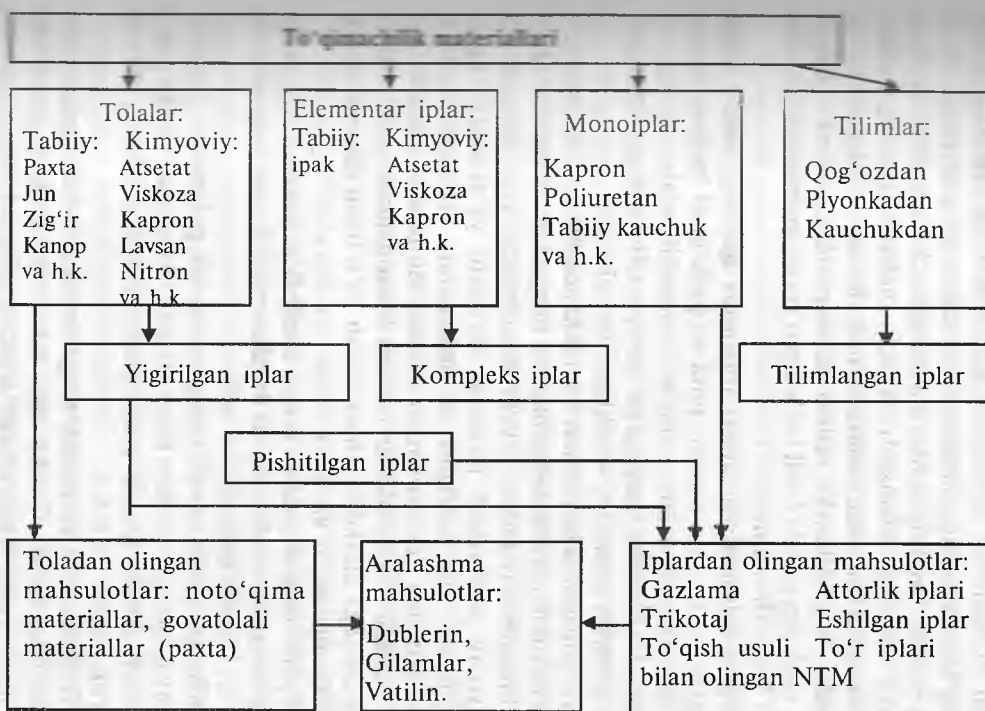 To‘qimachilik materiallari
Tolalar:
Tabiiy:
Paxta
Jun
Zig‘ir
Kanop
va h.k.
Kimyoviy:
Atsetat
Viskoza
Kapron
Lavsan
Nitron
va h.k
Elementar iplar:
Tabiiy:
ipak
Kimyoviy:
Atsetat
Viskoza
Kapron
va h.k.
Monoiplar:
Kapron
Poliuretan
Tabiiy kauchuk
va h.k.
Tilimlar:
Qog‘ozdan
Plyonkadan
Kauchukdan
Yigirilgan iplar
Kompleks iplar
Tilimlangan iplar
Pishitilgan iplar
Toladan olingan
mahsulotlar: noto‘qima
materiallar, govatolali
materiallar (paxta)
Aralashma
mahsulotlar:
Dublerin,
Gilamlar,
Vatilin.
Iplardan olingan mahsulotlar:
Gazlama Attorlik iplari
Trikotaj Eshilgan iplar
To‘qish usuli To‘r iplari
bilan olingan NTM